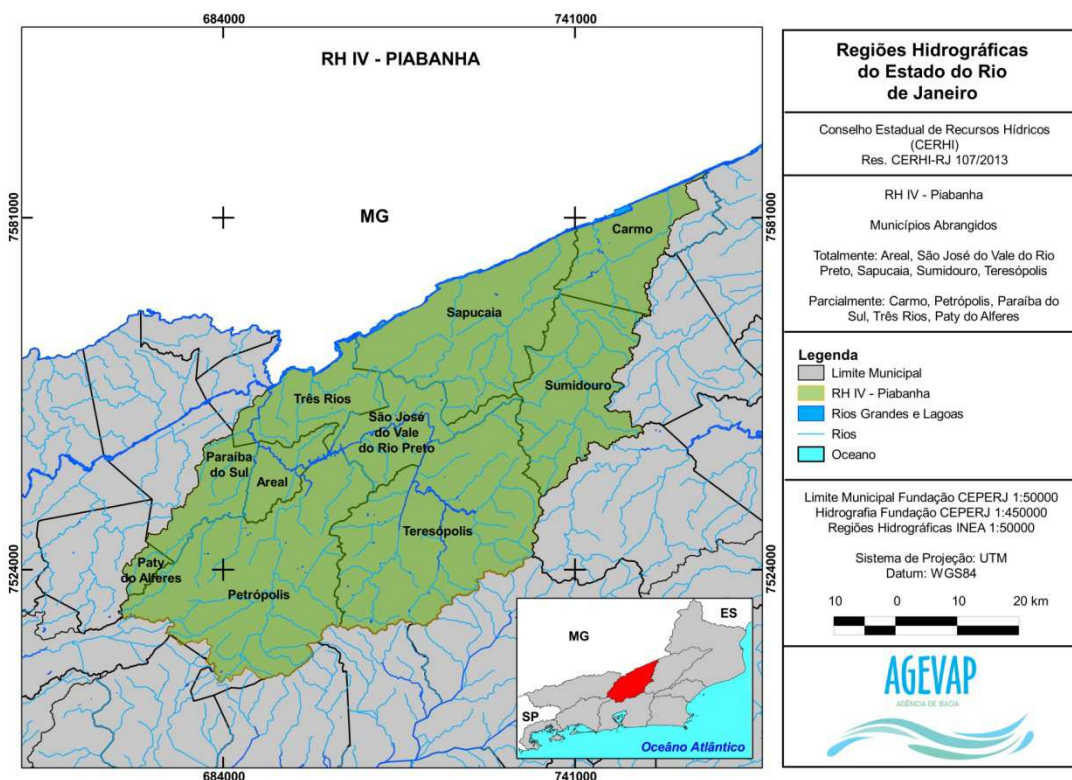 684000
741000
RH IV - PIABANHA
MG
7581000
7581000
7524000
7524000
Carmo
Sapucaia
Sumidouro
Três Rios
São José
do Vale
do Rio Preto
Paraíba
do Sul
Areal
Teresópolis
Paty
do Alferes
Petrópolis
ES
MG
SP
Oceâno Atlântico
684000
741000
Regiões Hidrográficas
do Estado do Rio
de Janeiro
Conselho Estadual de Recursos Hídricos
(CERHI)
Res. CERHI-RJ 107/2013
RH IV - Piabanha
Municípios Abrangidos
Totalmente: Areal, São José do Vale do Rio
Preto, Sapucaia, Sumidouro, Teresópolis
Parcialmente: Carmo, Petrópolis, Paraíba do
Sul, Três Rios, Paty do Alferes
Legenda
Limite Municipal
RH IV - Piabanha
Rios Grandes e Lagoas
Rios
Oceano
Limite Municipal Fundação CEPERJ 1:50000
Hidrografia Fundação CEPERJ 1:450000
Regiões Hidrográficas INEA 1:50000
Sistema de Projeção: UTM
Datum: WGS84
10 0 10 20 km
AGEVAP
AGÊNCIA DE BACIA